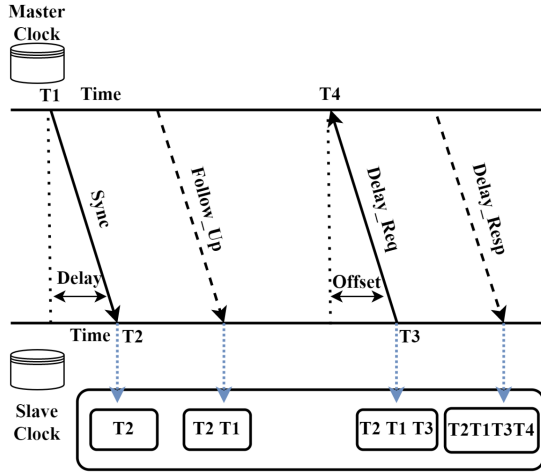 Master
Clock
T1
Time
T4
Sync
Follow_Up
Delay_Req
Delay_Resp
Delay
Offset
Time
T2
T3
Slave
Clock
T2
T2 T1
T2 T1 T3
T2T1T3T4